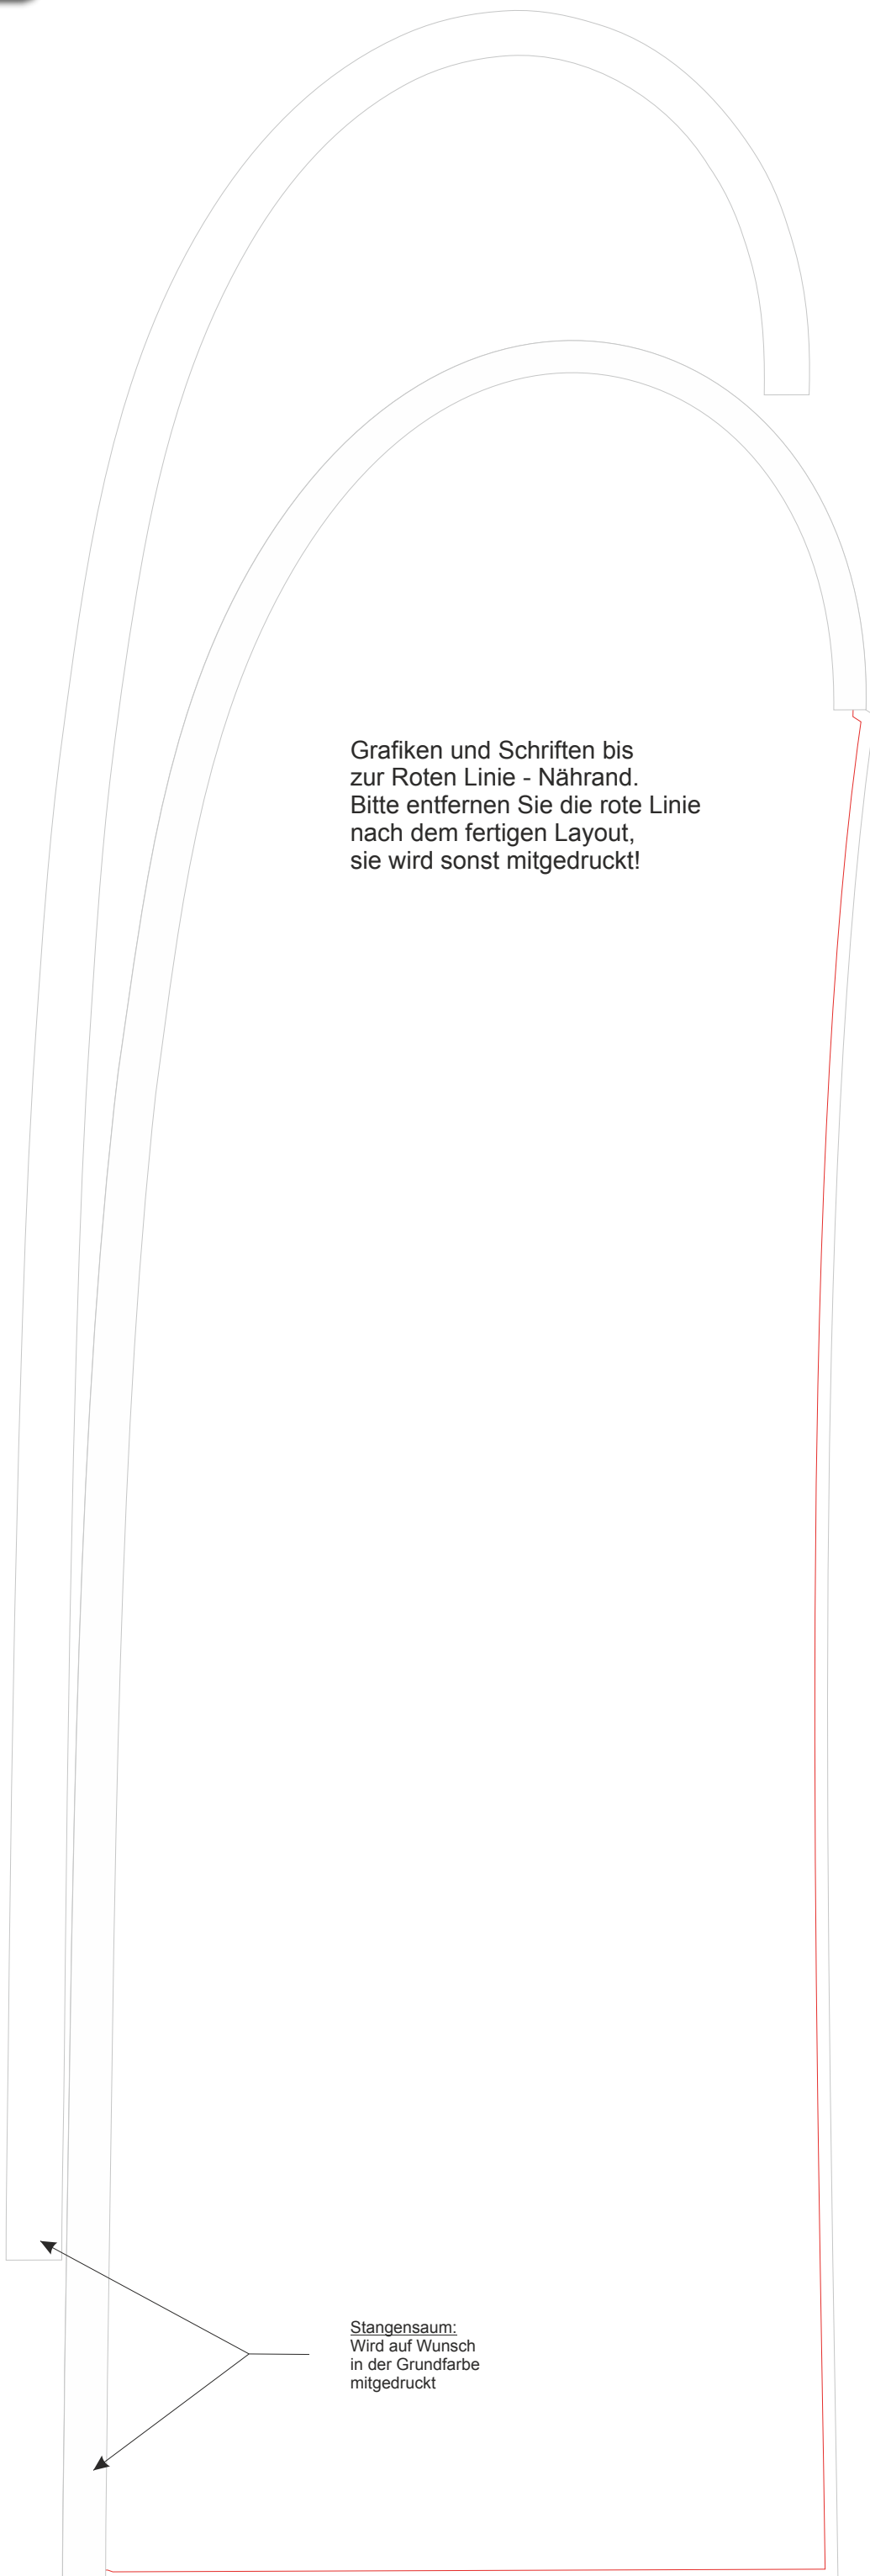 Grafiken und Schriften bis
zur Roten Linie - Nährand.
Bitte entfernen Sie die rote Linie
nach dem fertigen Layout,
sie wird sonst mitgedruckt!
Stangensaum:
Wird auf Wunsch
in der Grundfarbe
mitgedruckt